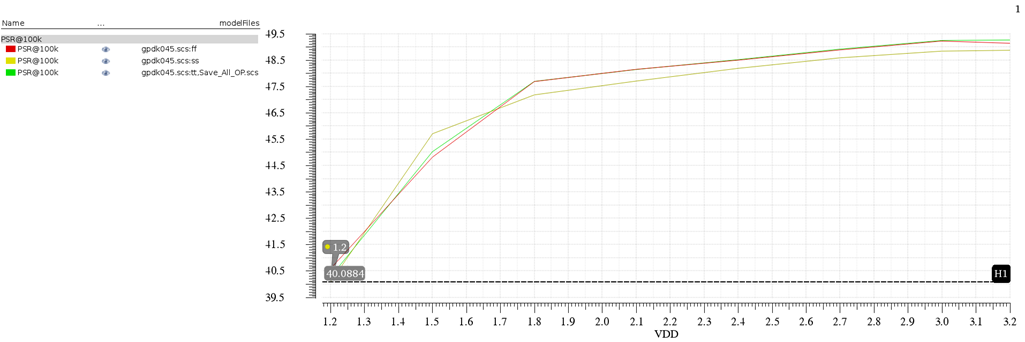 1
Name ... modelFiles
PSR@100k
PSR@100k gpdk045.scs:ff
PSR@100k gpdk045.scs:ss
PSR@100k gpdk045.scs:tt,Save_All_OP.scs
49.5
48.5
47.5
46.5
45.5
44.5
43.5
42.5
41.5
40.5
39.5
1.2
40.0884
H1
1.2 1.3 1.4 1.5 1.6 1.7 1.8 1.9 2.0 2.1 2.2 2.3 2.4 2.5 2.6 2.7 2.8 2.9 3.0 3.1 3.2
VDD